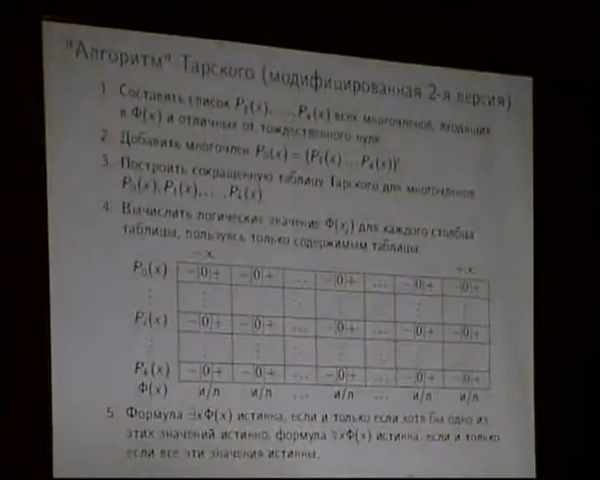 "Алгоритм" Тарского (модифицированная 2-я версия)
1. Составить список P₁(x), ..., Pₖ(x) всех многочленов, входящих
в Φ(x) и отличных от тождественного нуля
2. Добавить многочлен P₀(x) = (P₁(x)...Pₖ(x))′
3. Построить сокращённую таблицу Тарского для многочленов
P₀(x), P₁(x), ..., Pₖ(x)
4. Вычислить логические значение Φ(xⱼ) для каждого столбца
таблицы, пользуясь только содержимым таблицы.
−∞ +∞
P₀(x) −|0|+ −|0|+ ... −|0|+ ... −|0|+ −|0|+
⋮ ⋮ ⋮ ⋮ ⋮ ⋮
Pᵢ(x) −|0|+ −|0|+ ... −|0|+ ... −|0|+ −|0|+
⋮ ⋮ ⋮ ⋮ ⋮ ⋮
Pₖ(x) −|0|+ −|0|+ ... −|0|+ ... −|0|+ −|0|+
Φ(x) и/л и/л ... и/л ... и/л и/л
5. Формула ∃xΦ(x) истинна, если и только если хотя бы одно из
этих значений истинно; формула ∀xΦ(x) истинна, если и только
если все эти значения истинны.